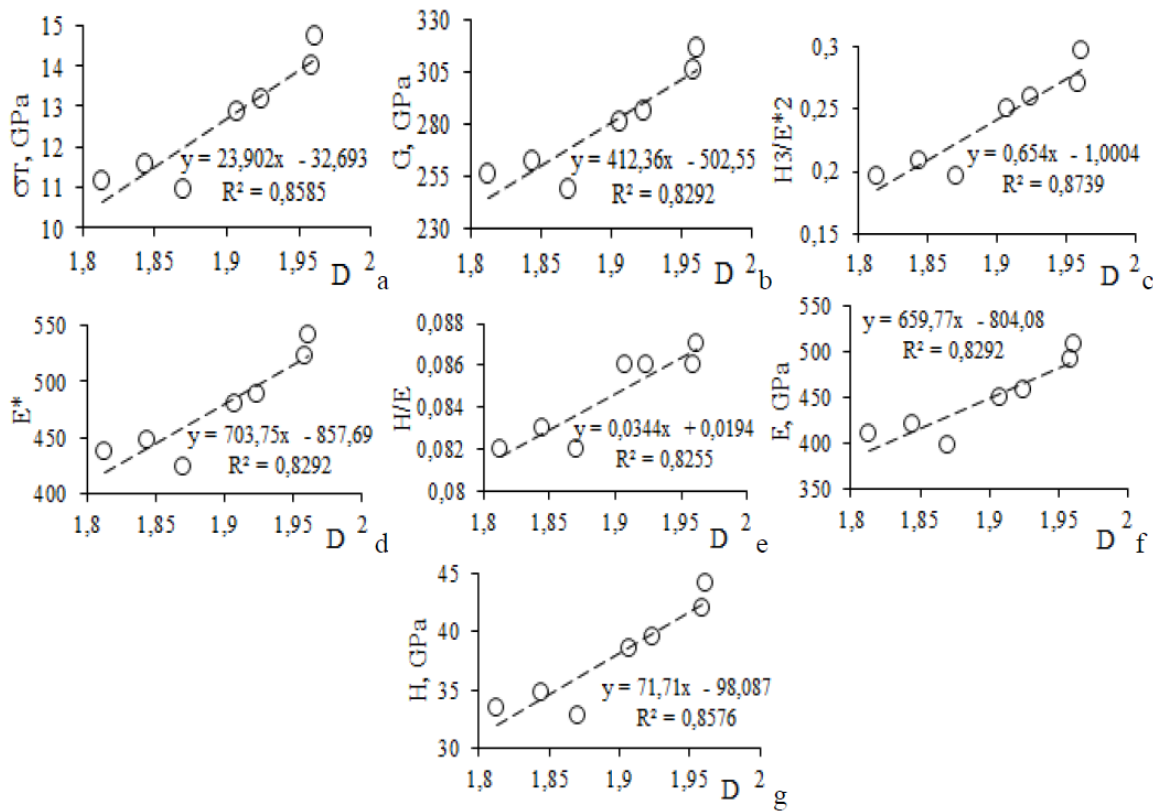 15
14
13
12
11
10
σт, GPa
y = 23,902x - 32,693
R² = 0,8585
1,8 1,85 1,9 1,95 2
D a
330
305
280
255
230
G, GPa
y = 412,36x - 502,55
R² = 0,8292
1,8 1,85 1,9 1,95 2
D b
0,3
0,25
0,2
0,15
H3/E*2
y = 0,654x - 1,0004
R² = 0,8739
1,8 1,85 1,9 1,95 2
D c
550
500
450
400
E*
y = 703,75x - 857,69
R² = 0,8292
1,8 1,85 1,9 1,95 2
D d
0,088
0,086
0,084
0,082
0,08
H/E
y = 0,0344x + 0,0194
R² = 0,8255
1,8 1,85 1,9 1,95 2
D e
550
500
450
400
350
E, GPa
y = 659,77x - 804,08
R² = 0,8292
1,8 1,85 1,9 1,95 2
D f
45
40
35
30
H, GPa
y = 71,71x - 98,087
R² = 0,8576
1,8 1,85 1,9 1,95 2
D g